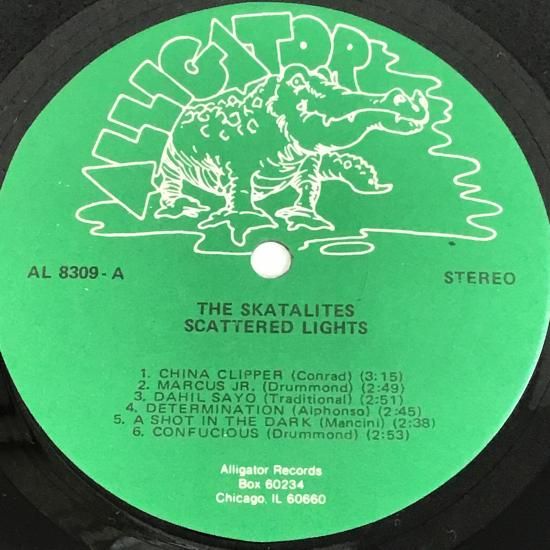 ALLIGATOR
AL 8309-A
STEREO
THE SKATALITES
SCATTERED LIGHTS
1. CHINA CLIPPER (Conrad) (3:15)
2. MARCUS JR. (Drummond) (2:49)
3. DAHIL SAYO (Traditional) (2:51)
4. DETERMINATION (Alphonso) (2:45)
5. A SHOT IN THE DARK (Mancini) (2:38)
6. CONFUCIOUS (Drummond) (2:53)
Alligator Records
Box 60234
Chicago, IL 60660